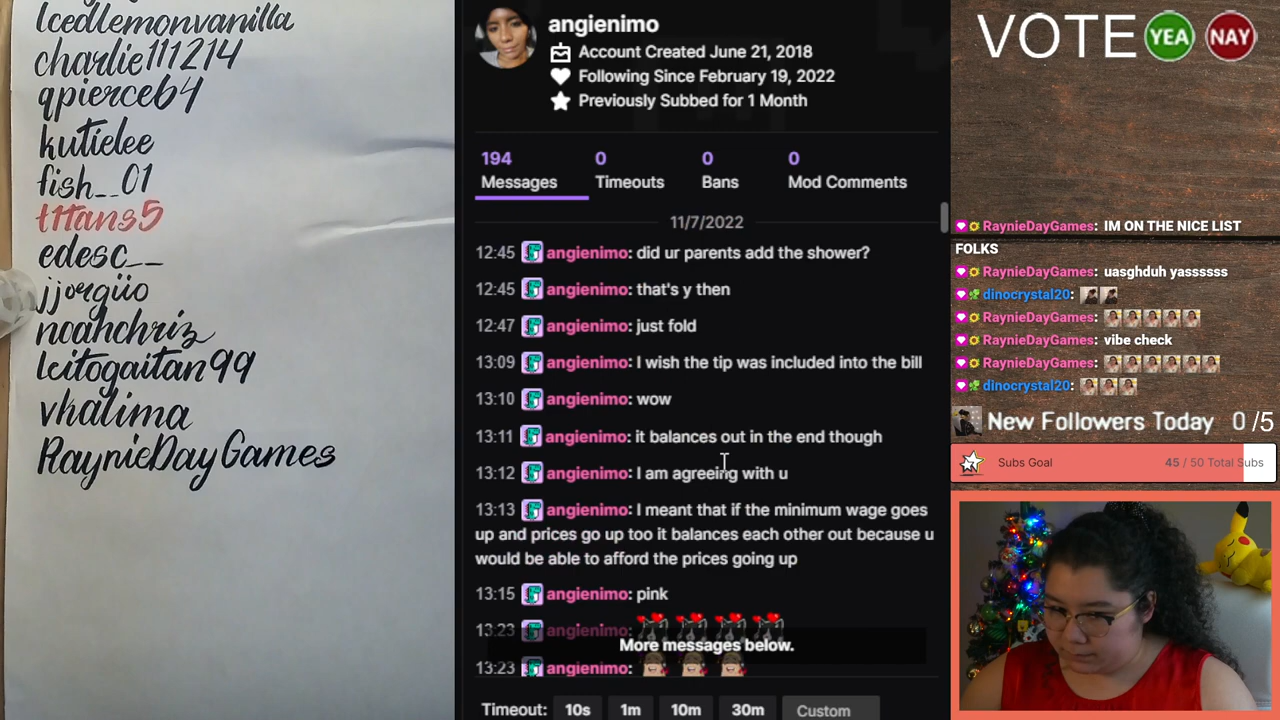 Icedlemonvanilla
charlie111214
qpierce64
kutielee
fish__01
t1tans5
edesc__
jjorgüo
noahchriz
leitogaitan99
vhalima
RaynieDayGames
angienimo
Account Created June 21, 2018
Following Since February 19, 2022
Previously Subbed for 1 Month
194 0 0 0
Messages Timeouts Bans Mod Comments
11/7/2022
12:45 angienimo: did ur parents add the shower?
12:45 angienimo: that's y then
12:47 angienimo: just fold
13:09 angienimo: I wish the tip was included into the bill
13:10 angienimo: wow
13:11 angienimo: it balances out in the end though
13:12 angienimo: I am agreeing with u
13:13 angienimo: I meant that if the minimum wage goes
up and prices go up too it balances each other out because u
would be able to afford the prices going up
13:15 angienimo: pink
13:23 angienimo:
More messages below.
13:23 angienimo:
Timeout: 10s 1m 10m 30m Custom
VOTE YEA NAY
RaynieDayGames: IM ON THE NICE LIST
FOLKS
RaynieDayGames: uasghduh yassssss
dinocrystal20:
RaynieDayGames:
RaynieDayGames: vibe check
RaynieDayGames:
dinocrystal20:
New Followers Today 0 /5
Subs Goal 45 / 50 Total Subs